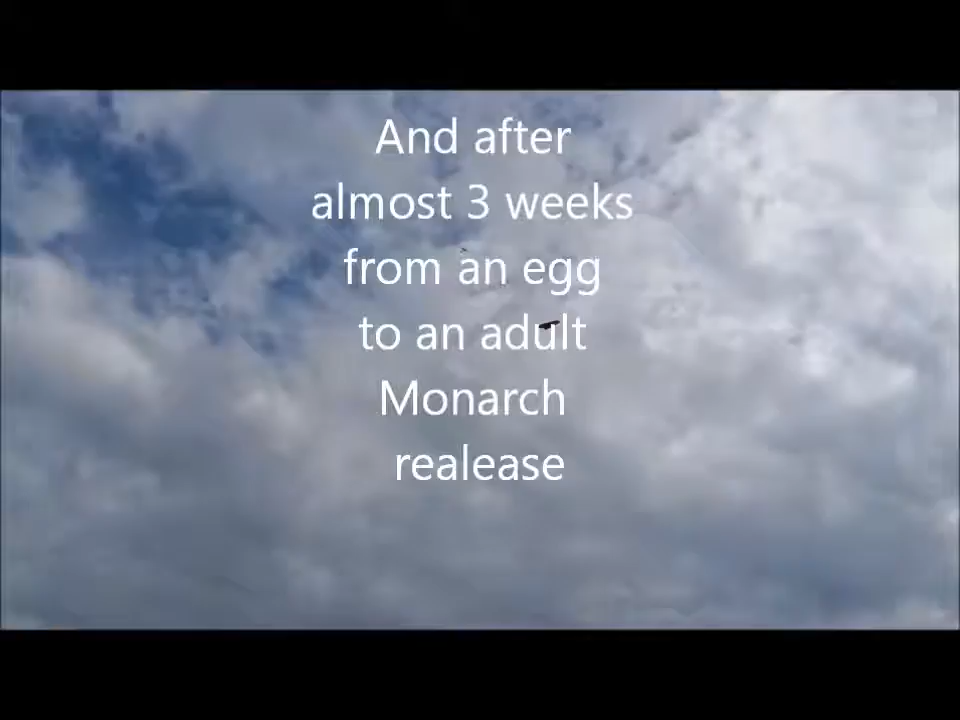 And after
almost 3 weeks
from an egg
to an adult
Monarch
realease